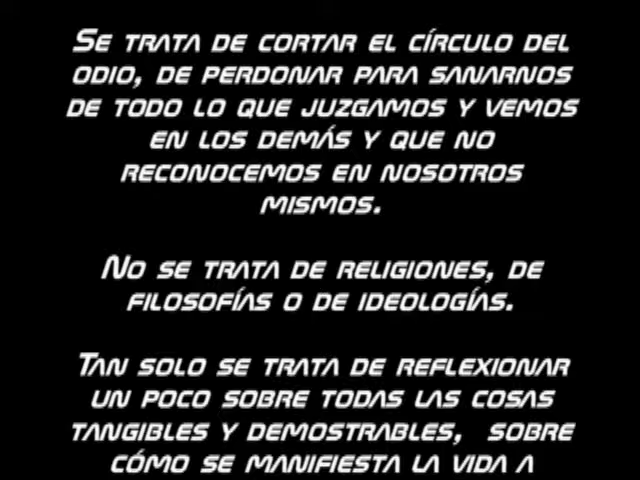 Se trata de cortar el círculo del
odio, de perdonar para sanarnos
de todo lo que juzgamos y vemos
en los demás y que no
reconocemos en nosotros
mismos.
No se trata de religiones, de
filosofías o de ideologías.
Tan solo se trata de reflexionar
un poco sobre todas las cosas
tangibles y demostrables,  sobre
cómo se manifiesta la vida a